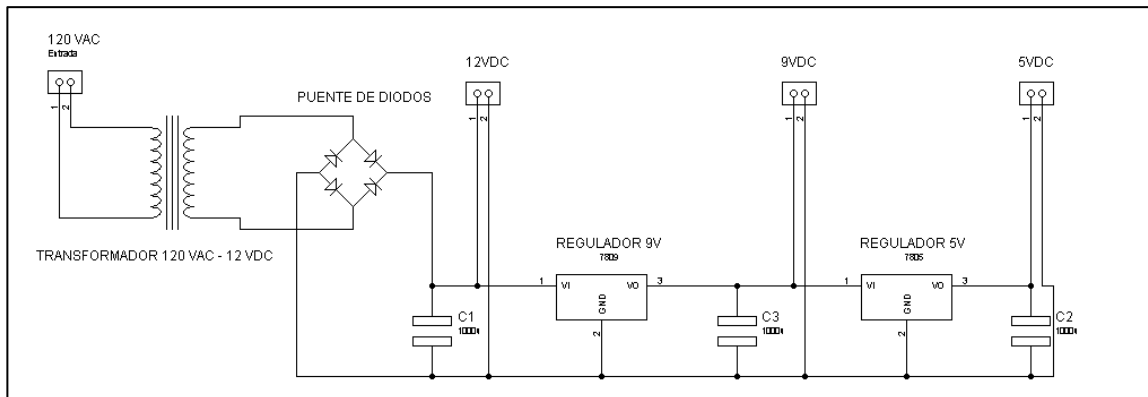 120 VAC
Entrada
1
2
TRANSFORMADOR 120 VAC - 12 VDC
PUENTE DE DIODOS
12VDC
1
2
REGULADOR 9V
7809
1
VI
VO
3
GND
2
C1
C3
9VDC
1
2
REGULADOR 5V
7805
1
VI
VO
3
GND
2
5VDC
1
2
C2